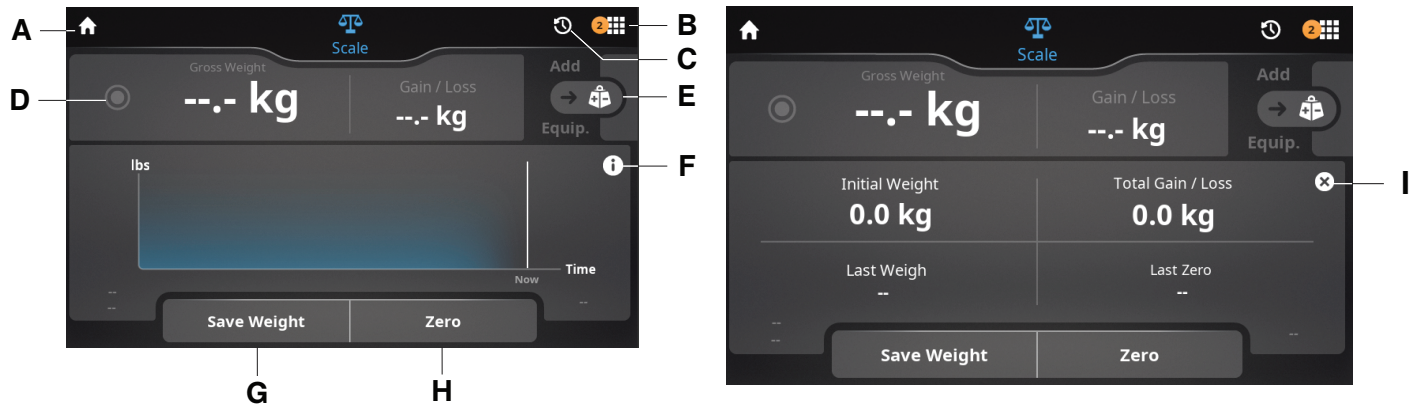 A
B
C
D
E
F
G
H
2
Scale
Gross Weight
--.- kg
Gain / Loss
--.- kg
Add
Equip.
lbs
Time
Now
--
--
--
Save Weight
Zero
2
Scale
Gross Weight
--.- kg
Gain / Loss
--.- kg
Add
Equip.
Initial Weight
0.0 kg
Total Gain / Loss
0.0 kg
Last Weigh
--
Last Zero
--
--
--
--
Save Weight
Zero
I